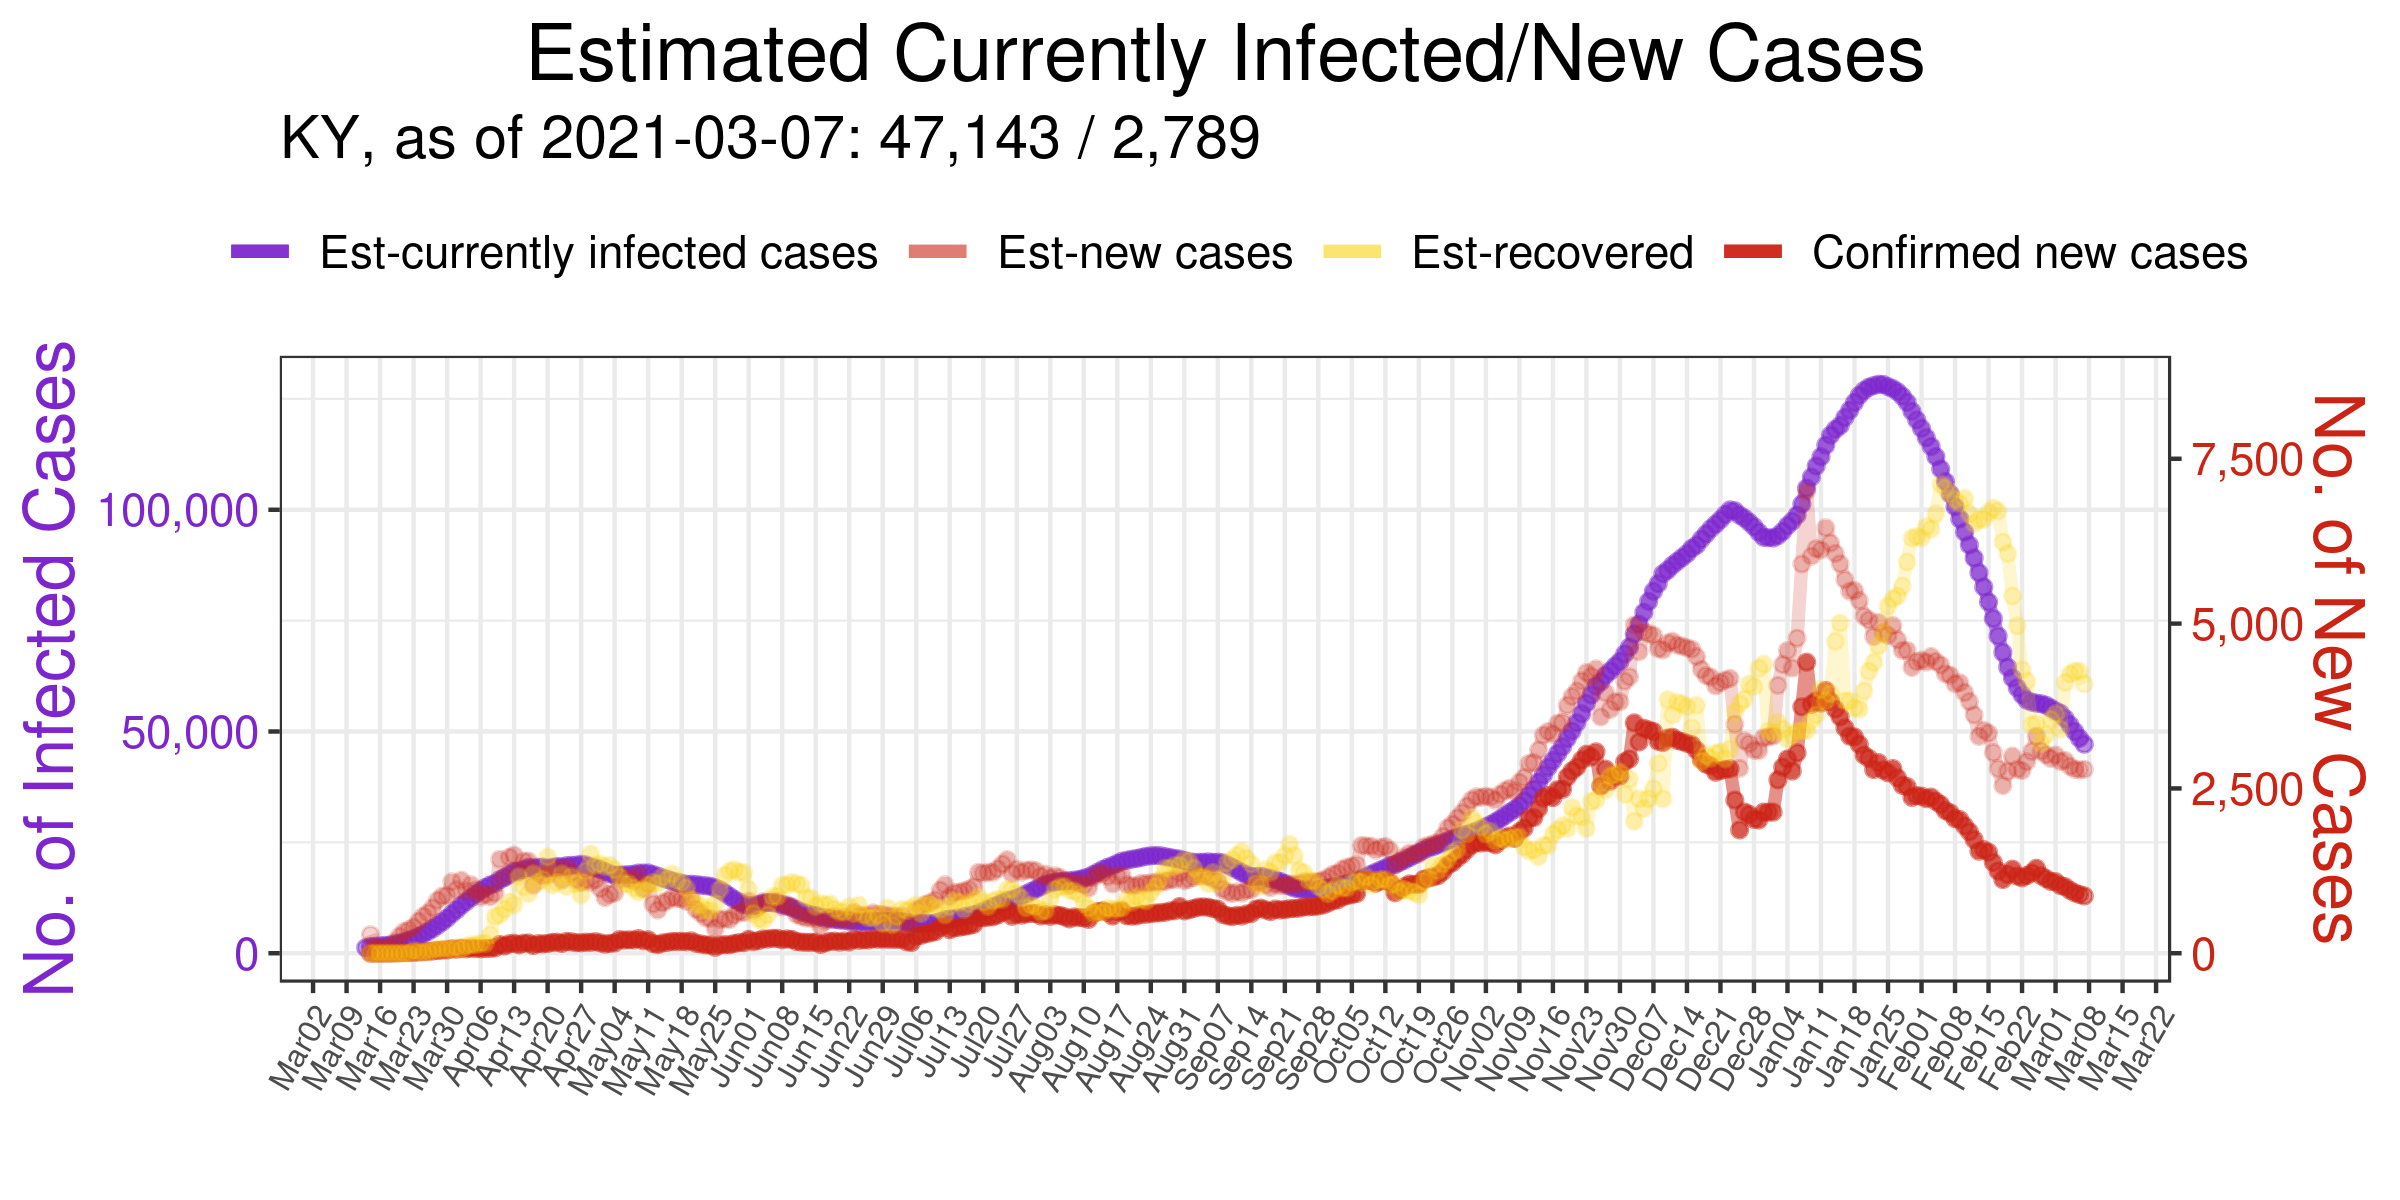 Estimated Currently Infected/New Cases
KY, as of 2021-03-07: 47,143 / 2,789
Est-currently infected cases Est-new cases Est-recovered Confirmed new cases
No. of Infected Cases
100,000
50,000
0
7,500
5,000
2,500
0
No. of New Cases
Mar02 Mar09 Mar16 Mar23 Mar30 Apr06 Apr13 Apr20 Apr27 May04 May11 May18 May25 Jun01 Jun08 Jun15 Jun22 Jun29 Jul06 Jul13 Jul20 Jul27 Aug03 Aug10 Aug17 Aug24 Aug31 Sep07 Sep14 Sep21 Sep28 Oct05 Oct12 Oct19 Oct26 Nov02 Nov09 Nov16 Nov23 Nov30 Dec07 Dec14 Dec21 Dec28 Jan04 Jan11 Jan18 Jan25 Feb01 Feb08 Feb15 Feb22 Mar01 Mar08 Mar15 Mar22